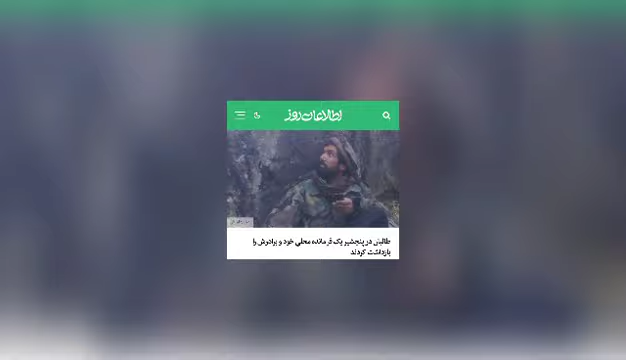 اطلاعات روز
طالبان در پنجشیر یک فرمانده محلی خود و برادرش را
بازداشت کردند